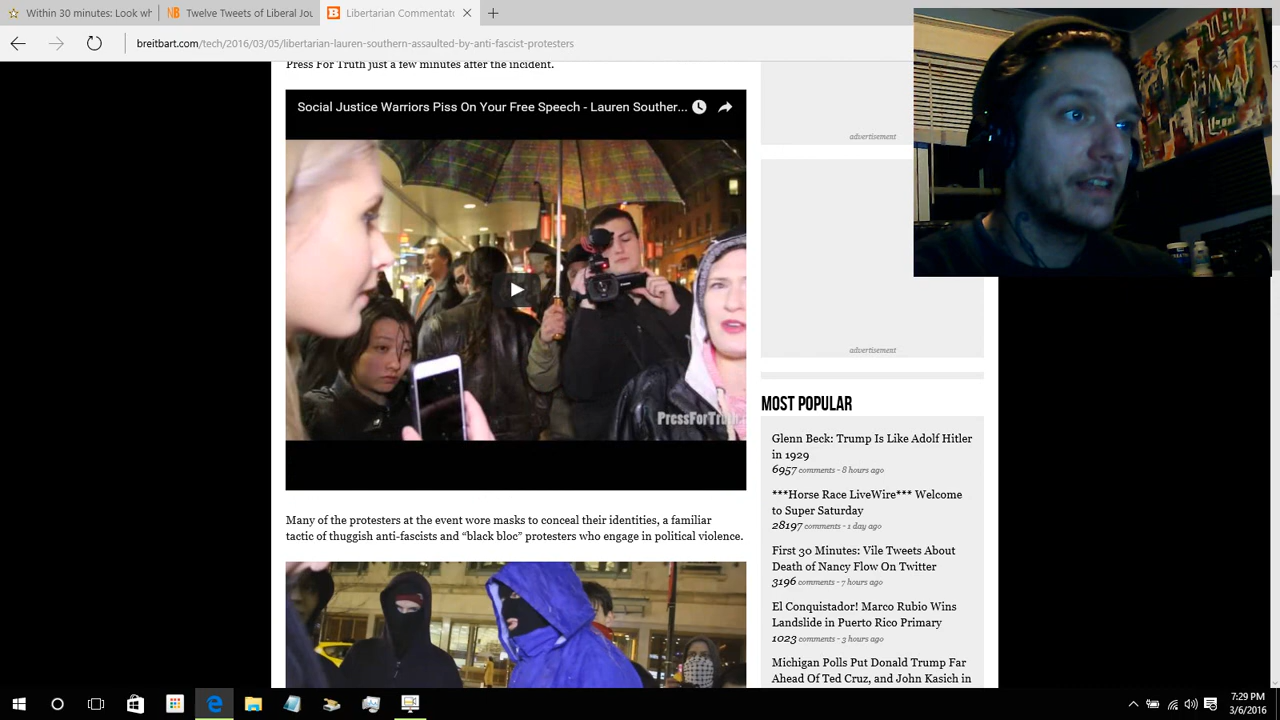 Within 30 minutes: Look wh
Twelve Tweets of Liberal Jou
Libertarian Commentato
breitbart.com/tech/2016/03/05/libertarian-lauren-southern-assaulted-by-anti-fascist-protesters
Press For Truth just a few minutes after the incident.
Social Justice Warriors Piss On Your Free Speech - Lauren Souther...
PressForTruth.
Many of the protesters at the event wore masks to conceal their identities, a familiar
tactic of thuggish anti-fascists and “black bloc” protesters who engage in political violence.
advertisement
advertisement
MOST POPULAR
Glenn Beck: Trump Is Like Adolf Hitler
in 1929
6957 comments - 8 hours ago
***Horse Race LiveWire*** Welcome
to Super Saturday
28197 comments - 1 day ago
First 30 Minutes: Vile Tweets About
Death of Nancy Flow On Twitter
3196 comments - 7 hours ago
El Conquistador! Marco Rubio Wins
Landslide in Puerto Rico Primary
1023 comments - 3 hours ago
Michigan Polls Put Donald Trump Far
Ahead Of Ted Cruz, and John Kasich in
7:29 PM
3/6/2016